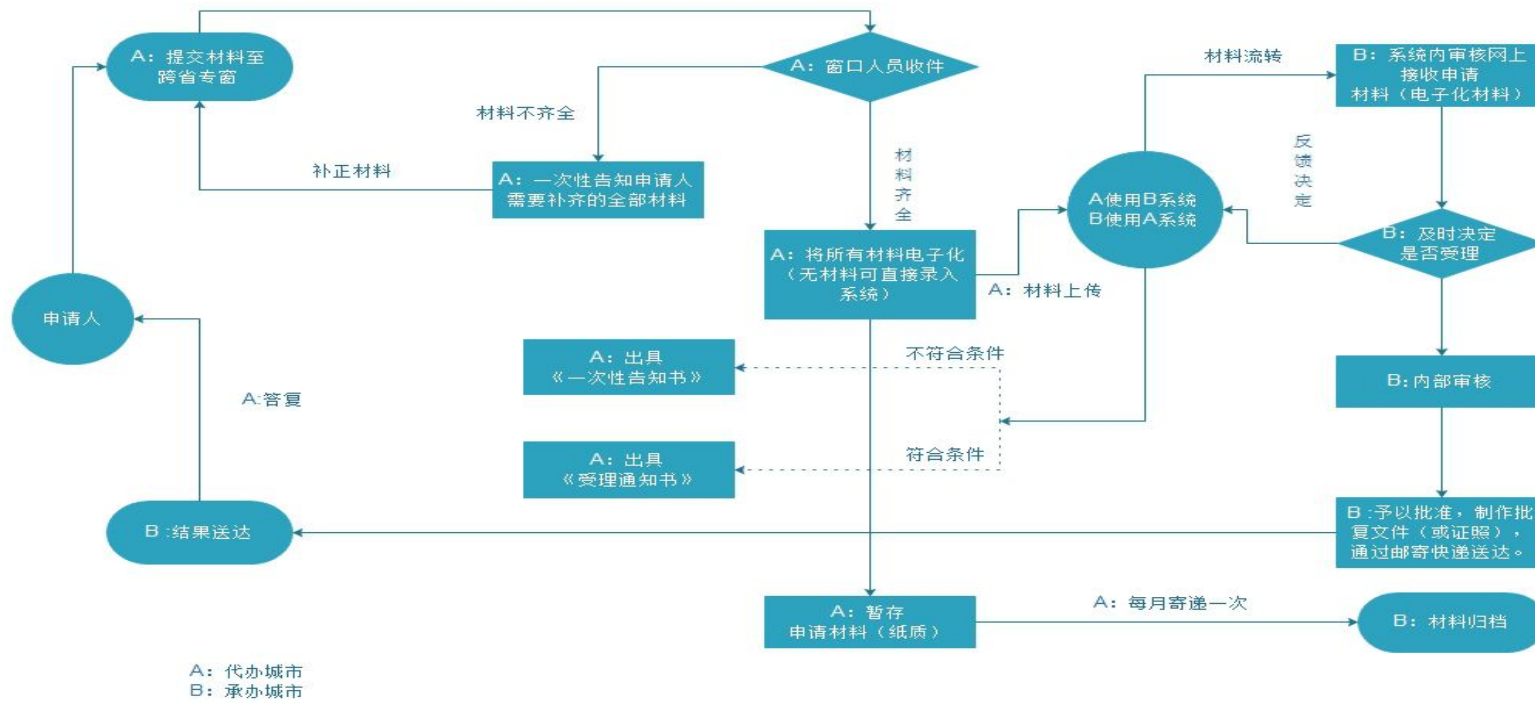 A：提交材料至
跨省专窗
A：窗口人员收件
材料流转
B：系统内审核网上
接收申请
材料（电子化材料）
材料不齐全
补正材料
A：一次性告知申请人
需要补齐的全部材料
材料齐全
A使用B系统
B使用A系统
反馈决定
B：及时决定
是否受理
A：将所有材料电子化
（无材料可直接录入
系统）
A：材料上传
申请人
A：出具
《一次性告知书》
不符合条件
B：内部审核
A:答复
A：出具
《受理通知书》
符合条件
B :结果送达
B :予以批准，制作批
复文件（或证照），
通过邮寄快递送达。
A：暂存
申请材料（纸质）
A：每月寄递一次
B：材料归档
A：代办城市
B：承办城市